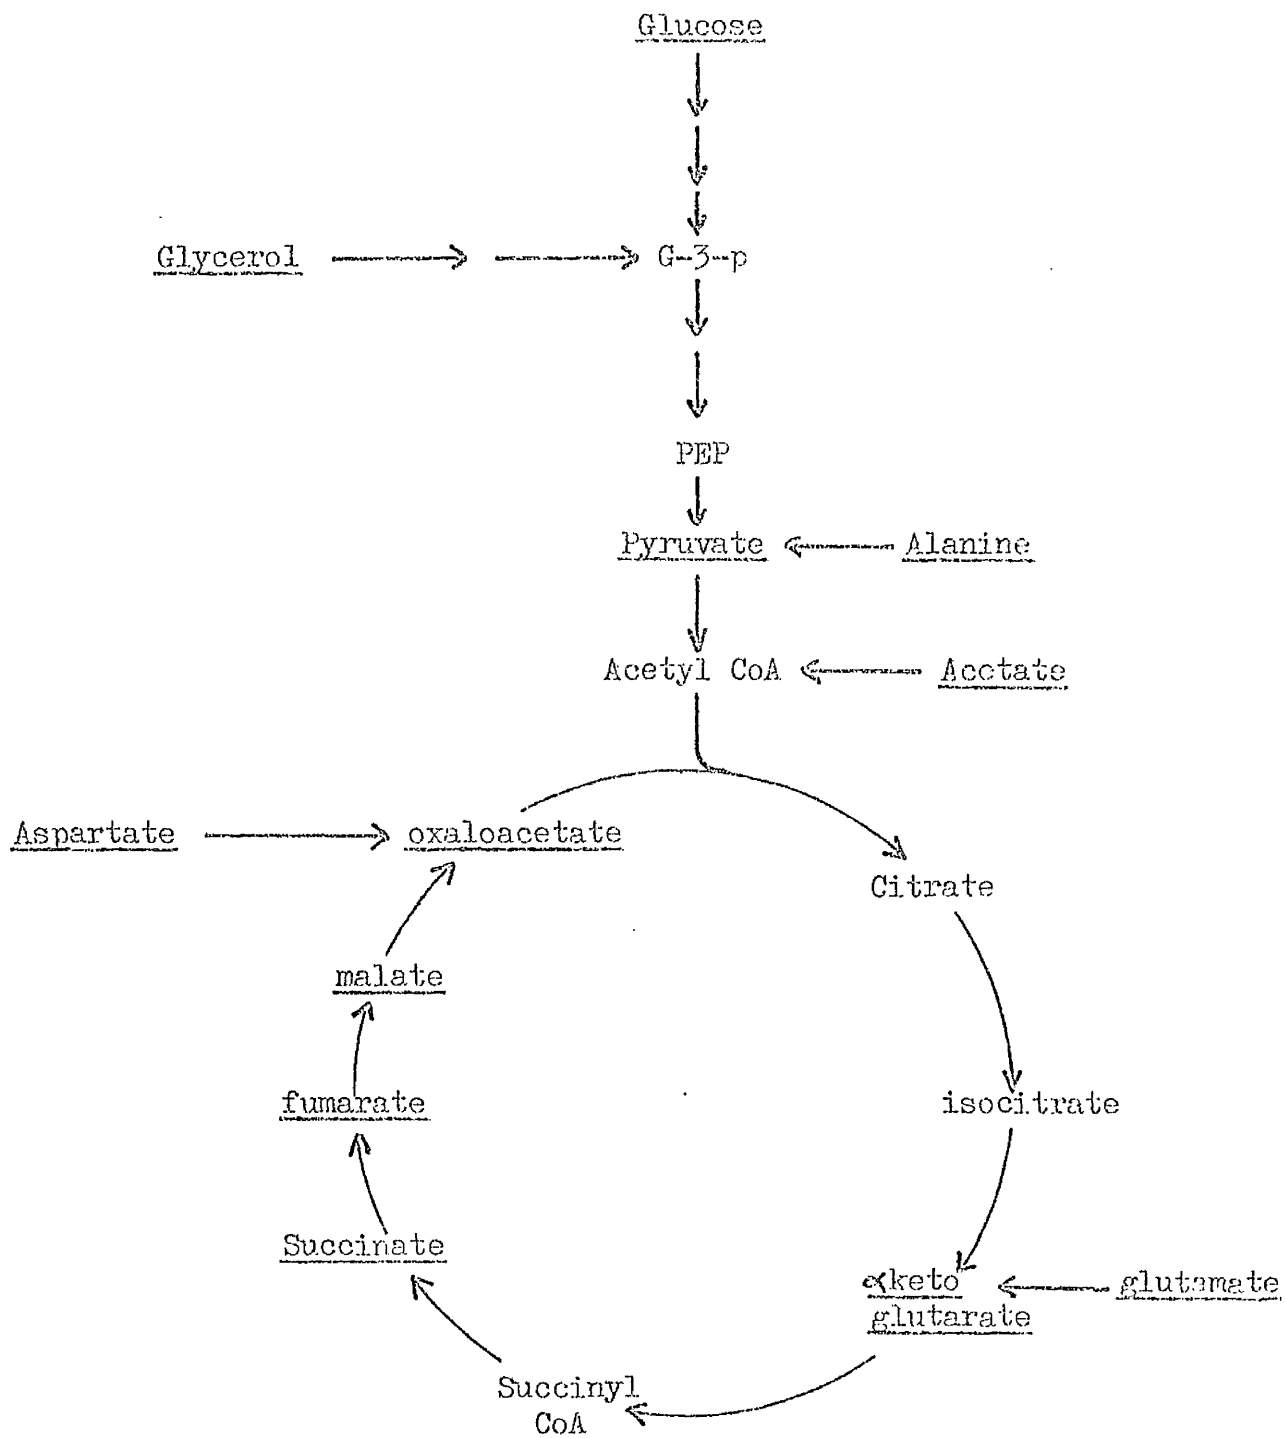 Glucose
Glycerol
G-3-p
PEP
Pyruvate
Alanine
Acetyl CoA
Acetate
Aspartate
oxaloacetate
Citrate
malate
fumarate
isocitrate
Succinate
αketo
glutarate
glutamate
Succinyl
CoA